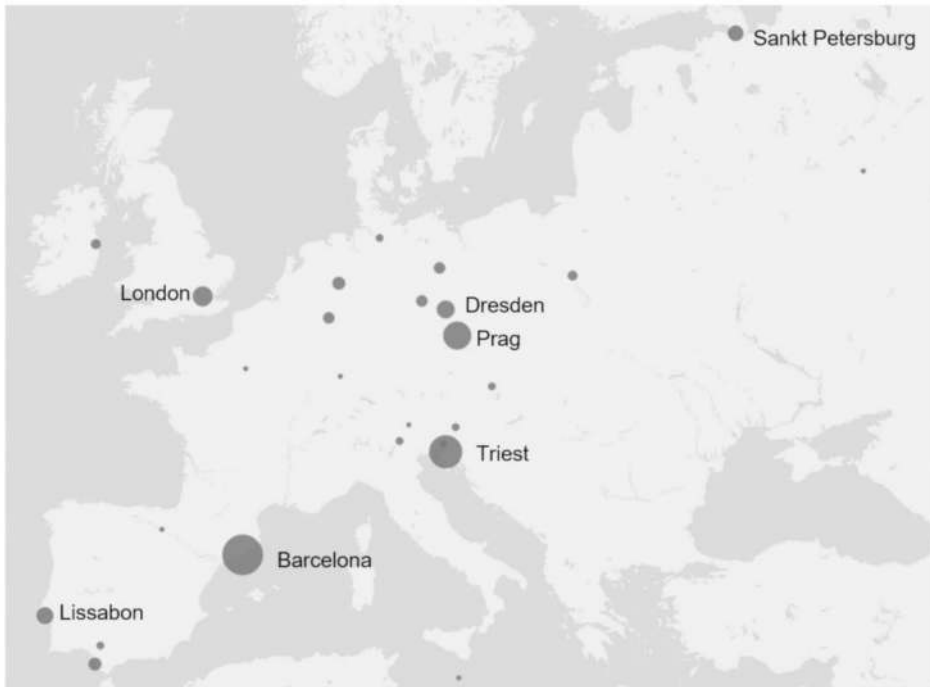 Sankt Petersburg
London
Dresden
Prag
Triest
Barcelona
Lissabon